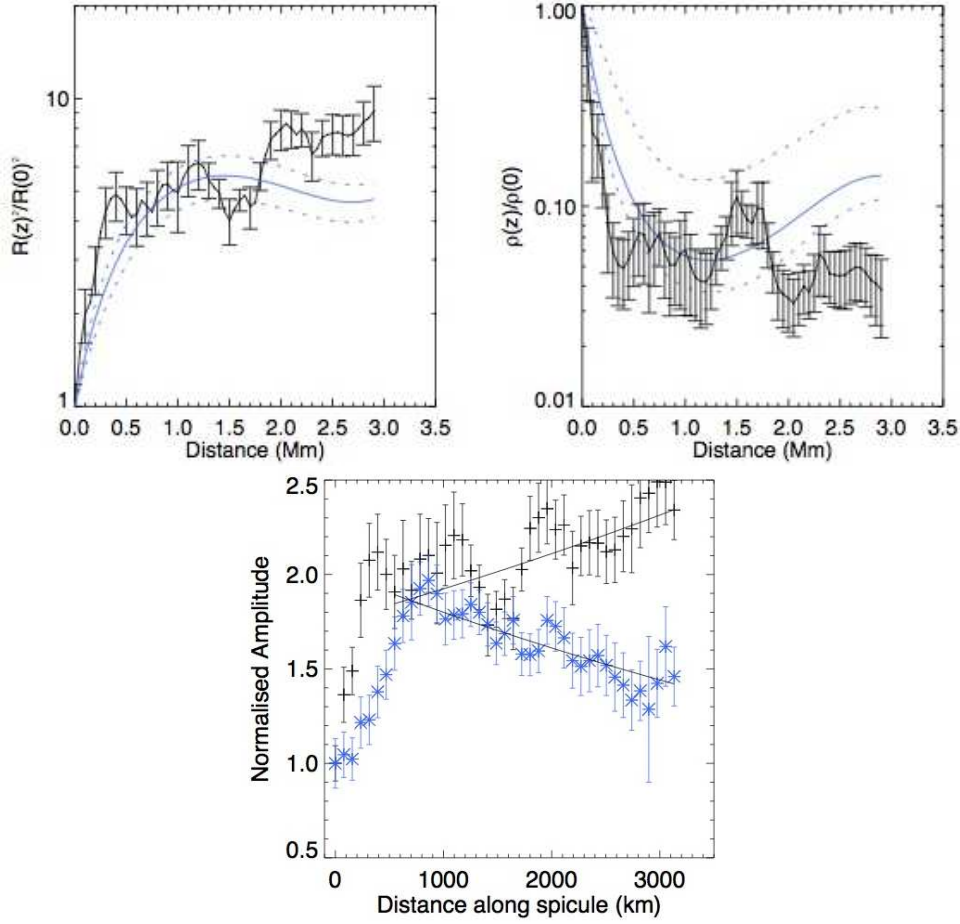 10
1
0.0 0.5 1.0 1.5 2.0 2.5 3.0 3.5
Distance (Mm)
R(z)²/R(0)²
1.00
0.10
0.01
0.0 0.5 1.0 1.5 2.0 2.5 3.0 3.5
Distance (Mm)
ρ(z)/ρ(0)
2.5
2.0
1.5
1.0
0.5
0 1000 2000 3000
Distance along spicule (km)
Normalised Amplitude